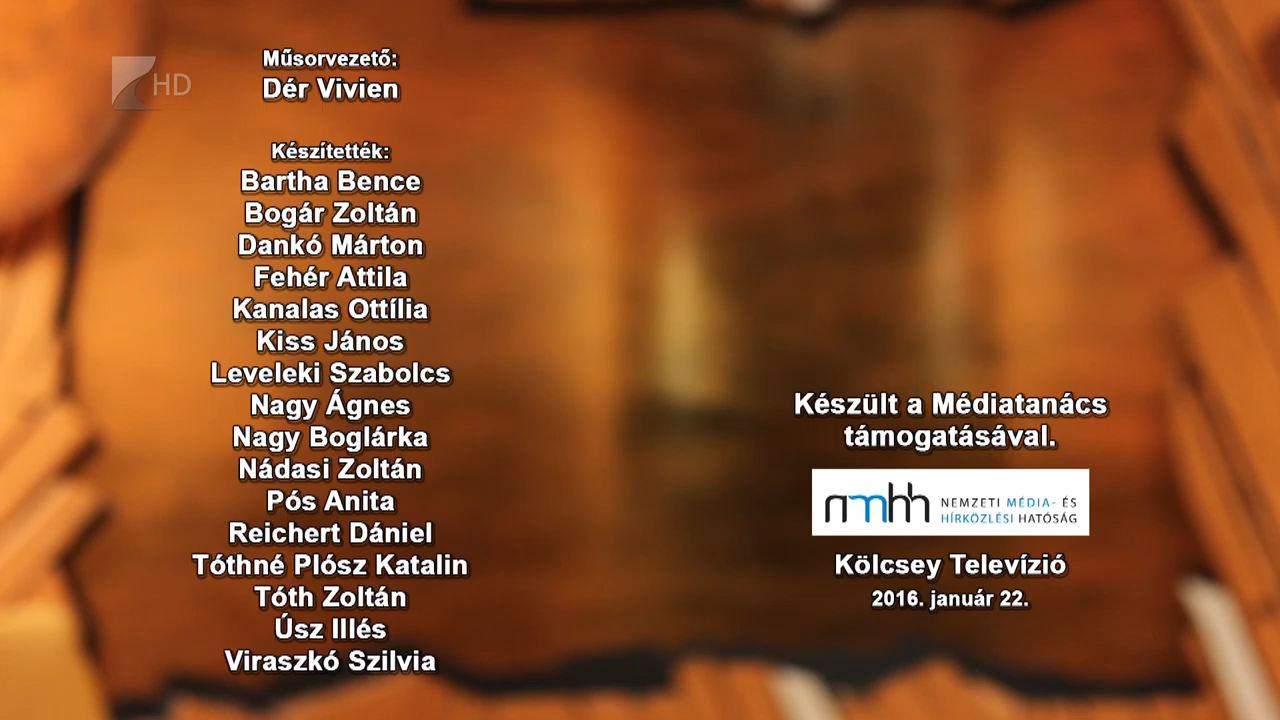 HD
Műsorvezető:
Dér Vivien
Készítették:
Bartha Bence
Bogár Zoltán
Dankó Márton
Fehér Attila
Kanalas Ottília
Kiss János
Leveleki Szabolcs
Nagy Ágnes
Nagy Boglárka
Nádasi Zoltán
Pós Anita
Reichert Dániel
Tóthné Plósz Katalin
Tóth Zoltán
Úsz Illés
Viraszkó Szilvia
Készült a Médiatanács
támogatásával.
nmhh
NEMZETI MÉDIA- ÉS
HÍRKÖZLÉSI HATÓSÁG
Kölcsey Televízió
2016. január 22.